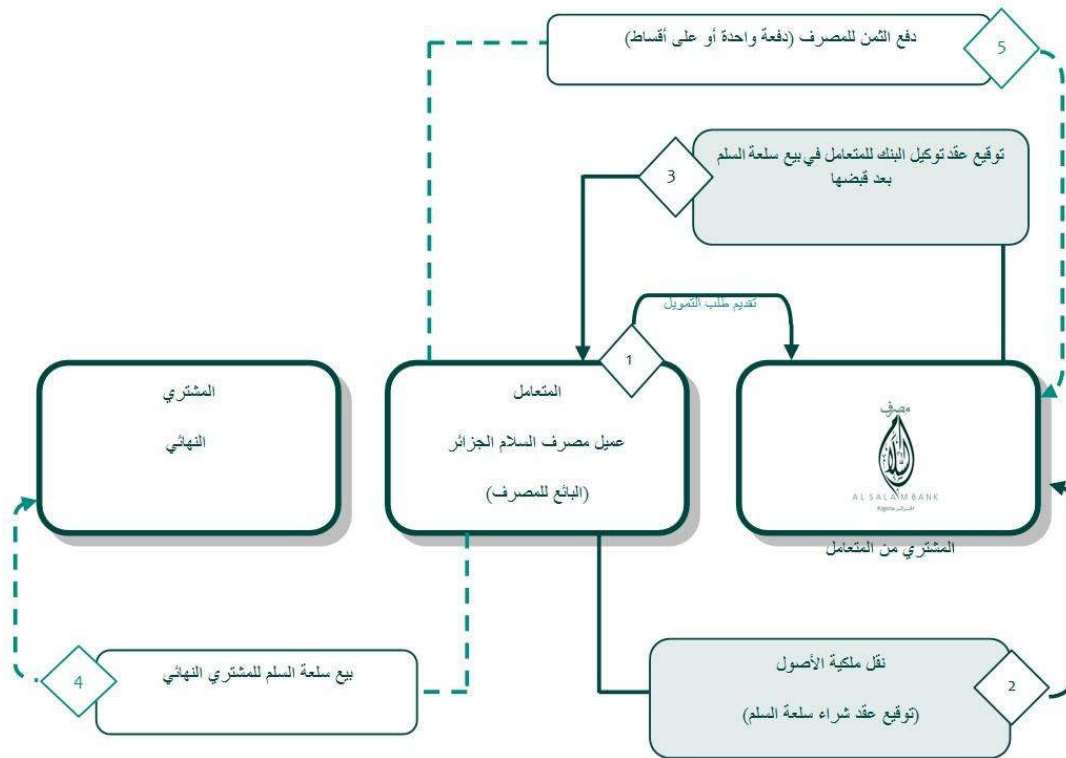 دفع الثمن للمصرف (دفعة واحدة أو على أقساط)
5
توقيع عقد توكيل البنك للمتعامل في بيع سلعة السلم
بعد قبضها
3
تقديم طلب التمويل
1
المشتري
النهائي
المتعامل
عميل مصرف السلام الجزائر
(البائع للمصرف)
مصرف
السلام
AL SALAM BANK
Algeria الجزائر
المشتري من المتعامل
بيع سلعة السلم للمشتري النهائي
4
نقل ملكية الأصول
(توقيع عقد شراء سلعة السلم)
2